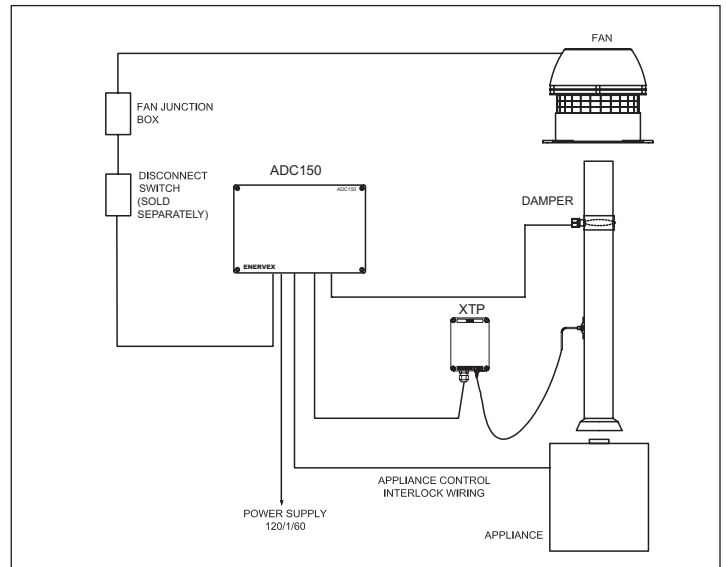 FAN
FAN JUNCTION
BOX
DISCONNECT
SWITCH
(SOLD
SEPARATELY)
ADC150
ADC150
ENERVEX
DAMPER
XTP
APPLIANCE CONTROL
INTERLOCK WIRING
POWER SUPPLY
120/1/60
APPLIANCE